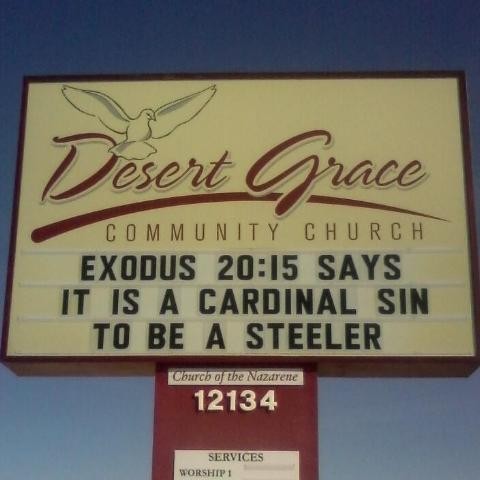 Desert Grace
COMMUNITY CHURCH
EXODUS 20:15 SAYS
IT IS A CARDINAL SIN
TO BE A STEELER
Church of the Nazarene
12134
SERVICES
WORSHIP 1